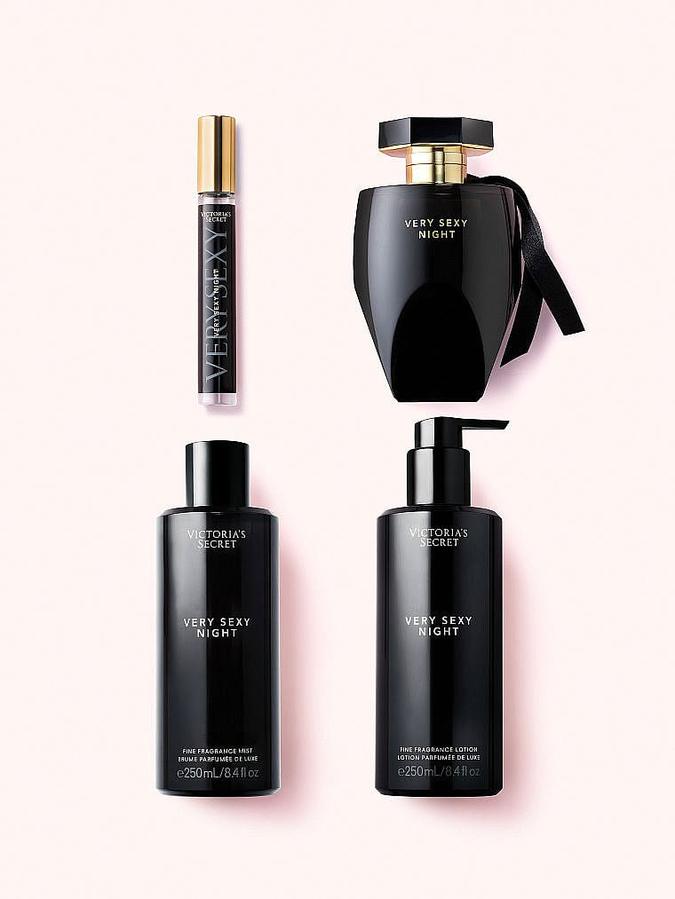 VICTORIA'S
SECRET
VERY SEXY
VERY SEXY NIGHT
VERY SEXY
NIGHT
VICTORIA'S
SECRET
VERY SEXY
NIGHT
FINE FRAGRANCE MIST
BRUME PARFUMÉE DE LUXE
℮250mL/8.4 fl oz
VICTORIA'S
SECRET
VERY SEXY
NIGHT
FINE FRAGRANCE LOTION
LOTION PARFUMÉE DE LUXE
℮250mL/8.4 fl oz